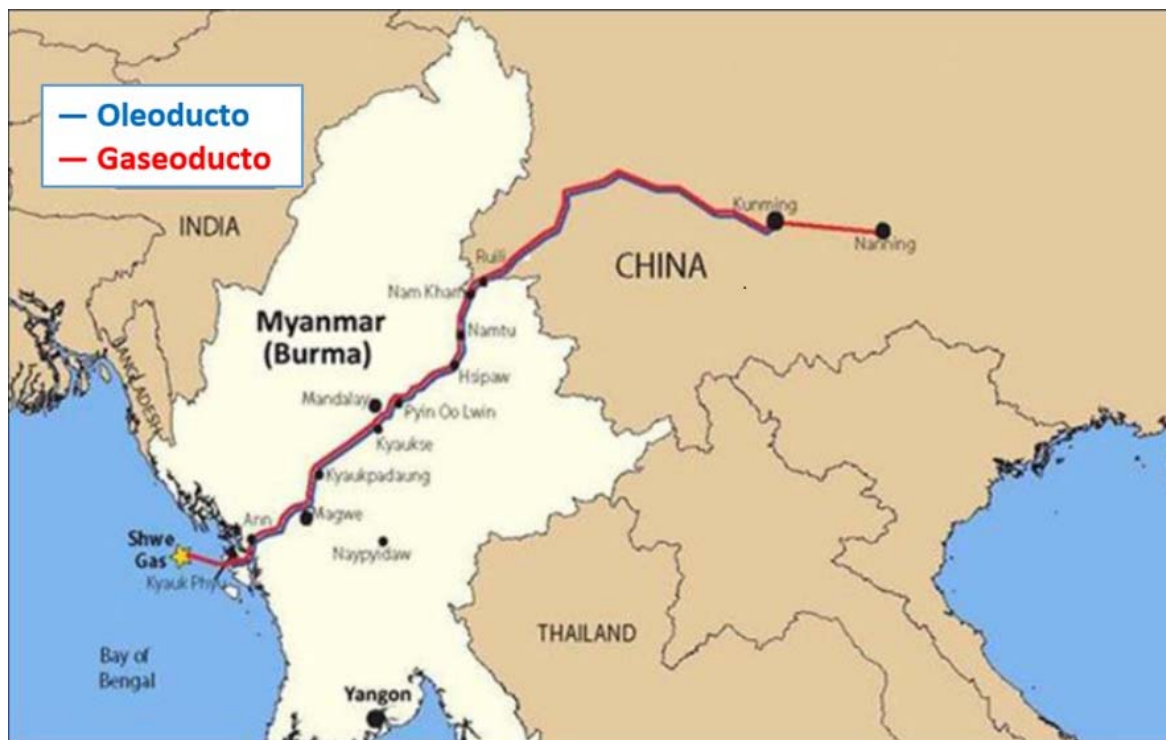 — Oleoducto
— Gaseoducto
INDIA
Kunming
Nanning
CHINA
Ruili
Nam Kham
Myanmar
(Burma)
Namtu
BANGLADESH
Hsipaw
Mandalay
Pyin Oo Lwin
Kyaukse
Kyaukpadaung
Ann
Magwe
Shwe
Gas
Naypyidaw
Kyauk Phyu
THAILAND
Bay of
Bengal
Yangon